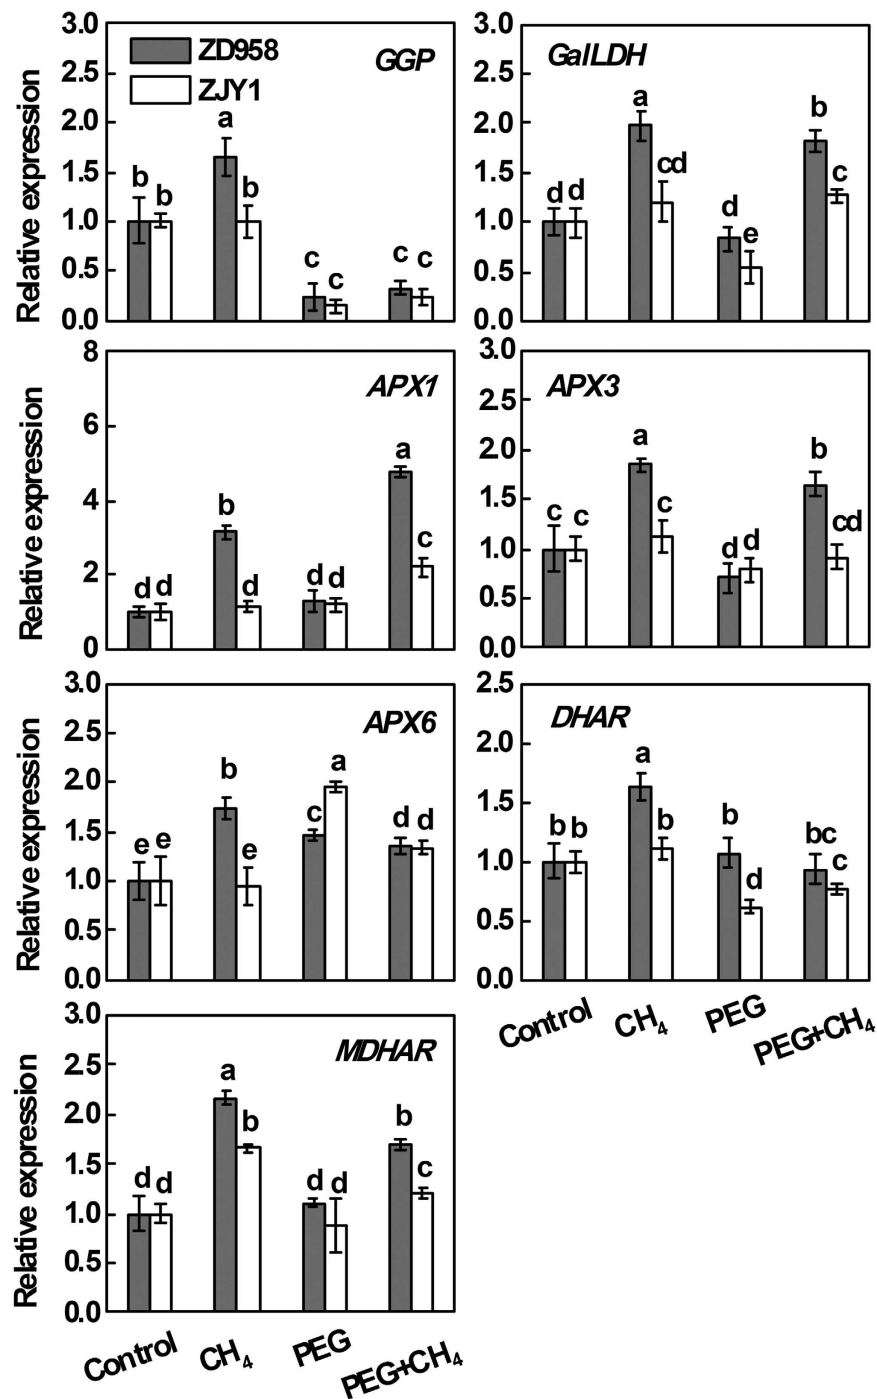 ZD958
ZJY1
GGP
Relative expression
3.0
2.5
2.0
1.5
1.0
0.5
0.0
b b a b c c c c
GalLDH
3.0
2.5
2.0
1.5
1.0
0.5
0.0
d d a cd d e b c
APX1
Relative expression
8
6
4
2
0
d d b d d d a c
APX3
3.0
2.5
2.0
1.5
1.0
0.5
0.0
c c a c d d b cd
APX6
Relative expression
3.0
2.5
2.0
1.5
1.0
0.5
0.0
e e b e c a d d
DHAR
2.5
2.0
1.5
1.0
0.5
0.0
b b a b b d bc c
Control CH₄ PEG PEG+CH₄
MDHAR
Relative expression
3.0
2.5
2.0
1.5
1.0
0.5
0.0
d d a b d d b c
Control CH₄ PEG PEG+CH₄